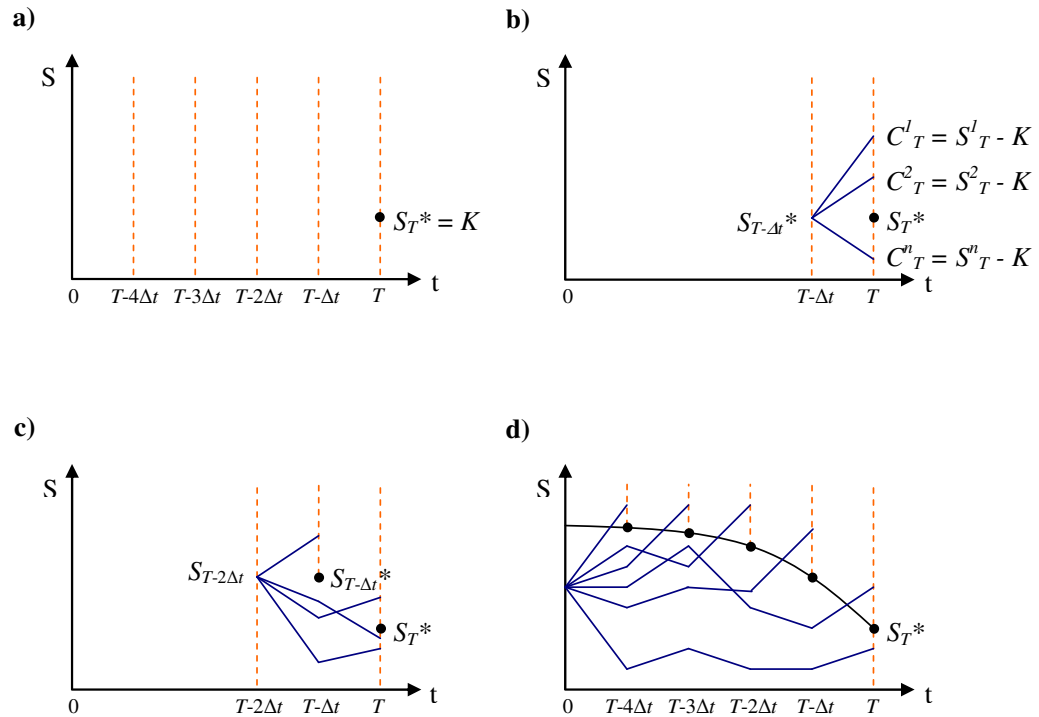 a)
S
S_T* = K
t
0 T-4Δt T-3Δt T-2Δt T-Δt T
b)
C^1_T = S^1_T - K
C^2_T = S^2_T - K
S_{T-Δt}* S_T*
C^n_T = S^n_T - K
t
0 T-Δt T
c)
S
S_{T-2Δt} S_{T-Δt}*
S_T*
t
0 T-2Δt T-Δt T
d)
S
S_T*
t
0 T-4Δt T-3Δt T-2Δt T-Δt T